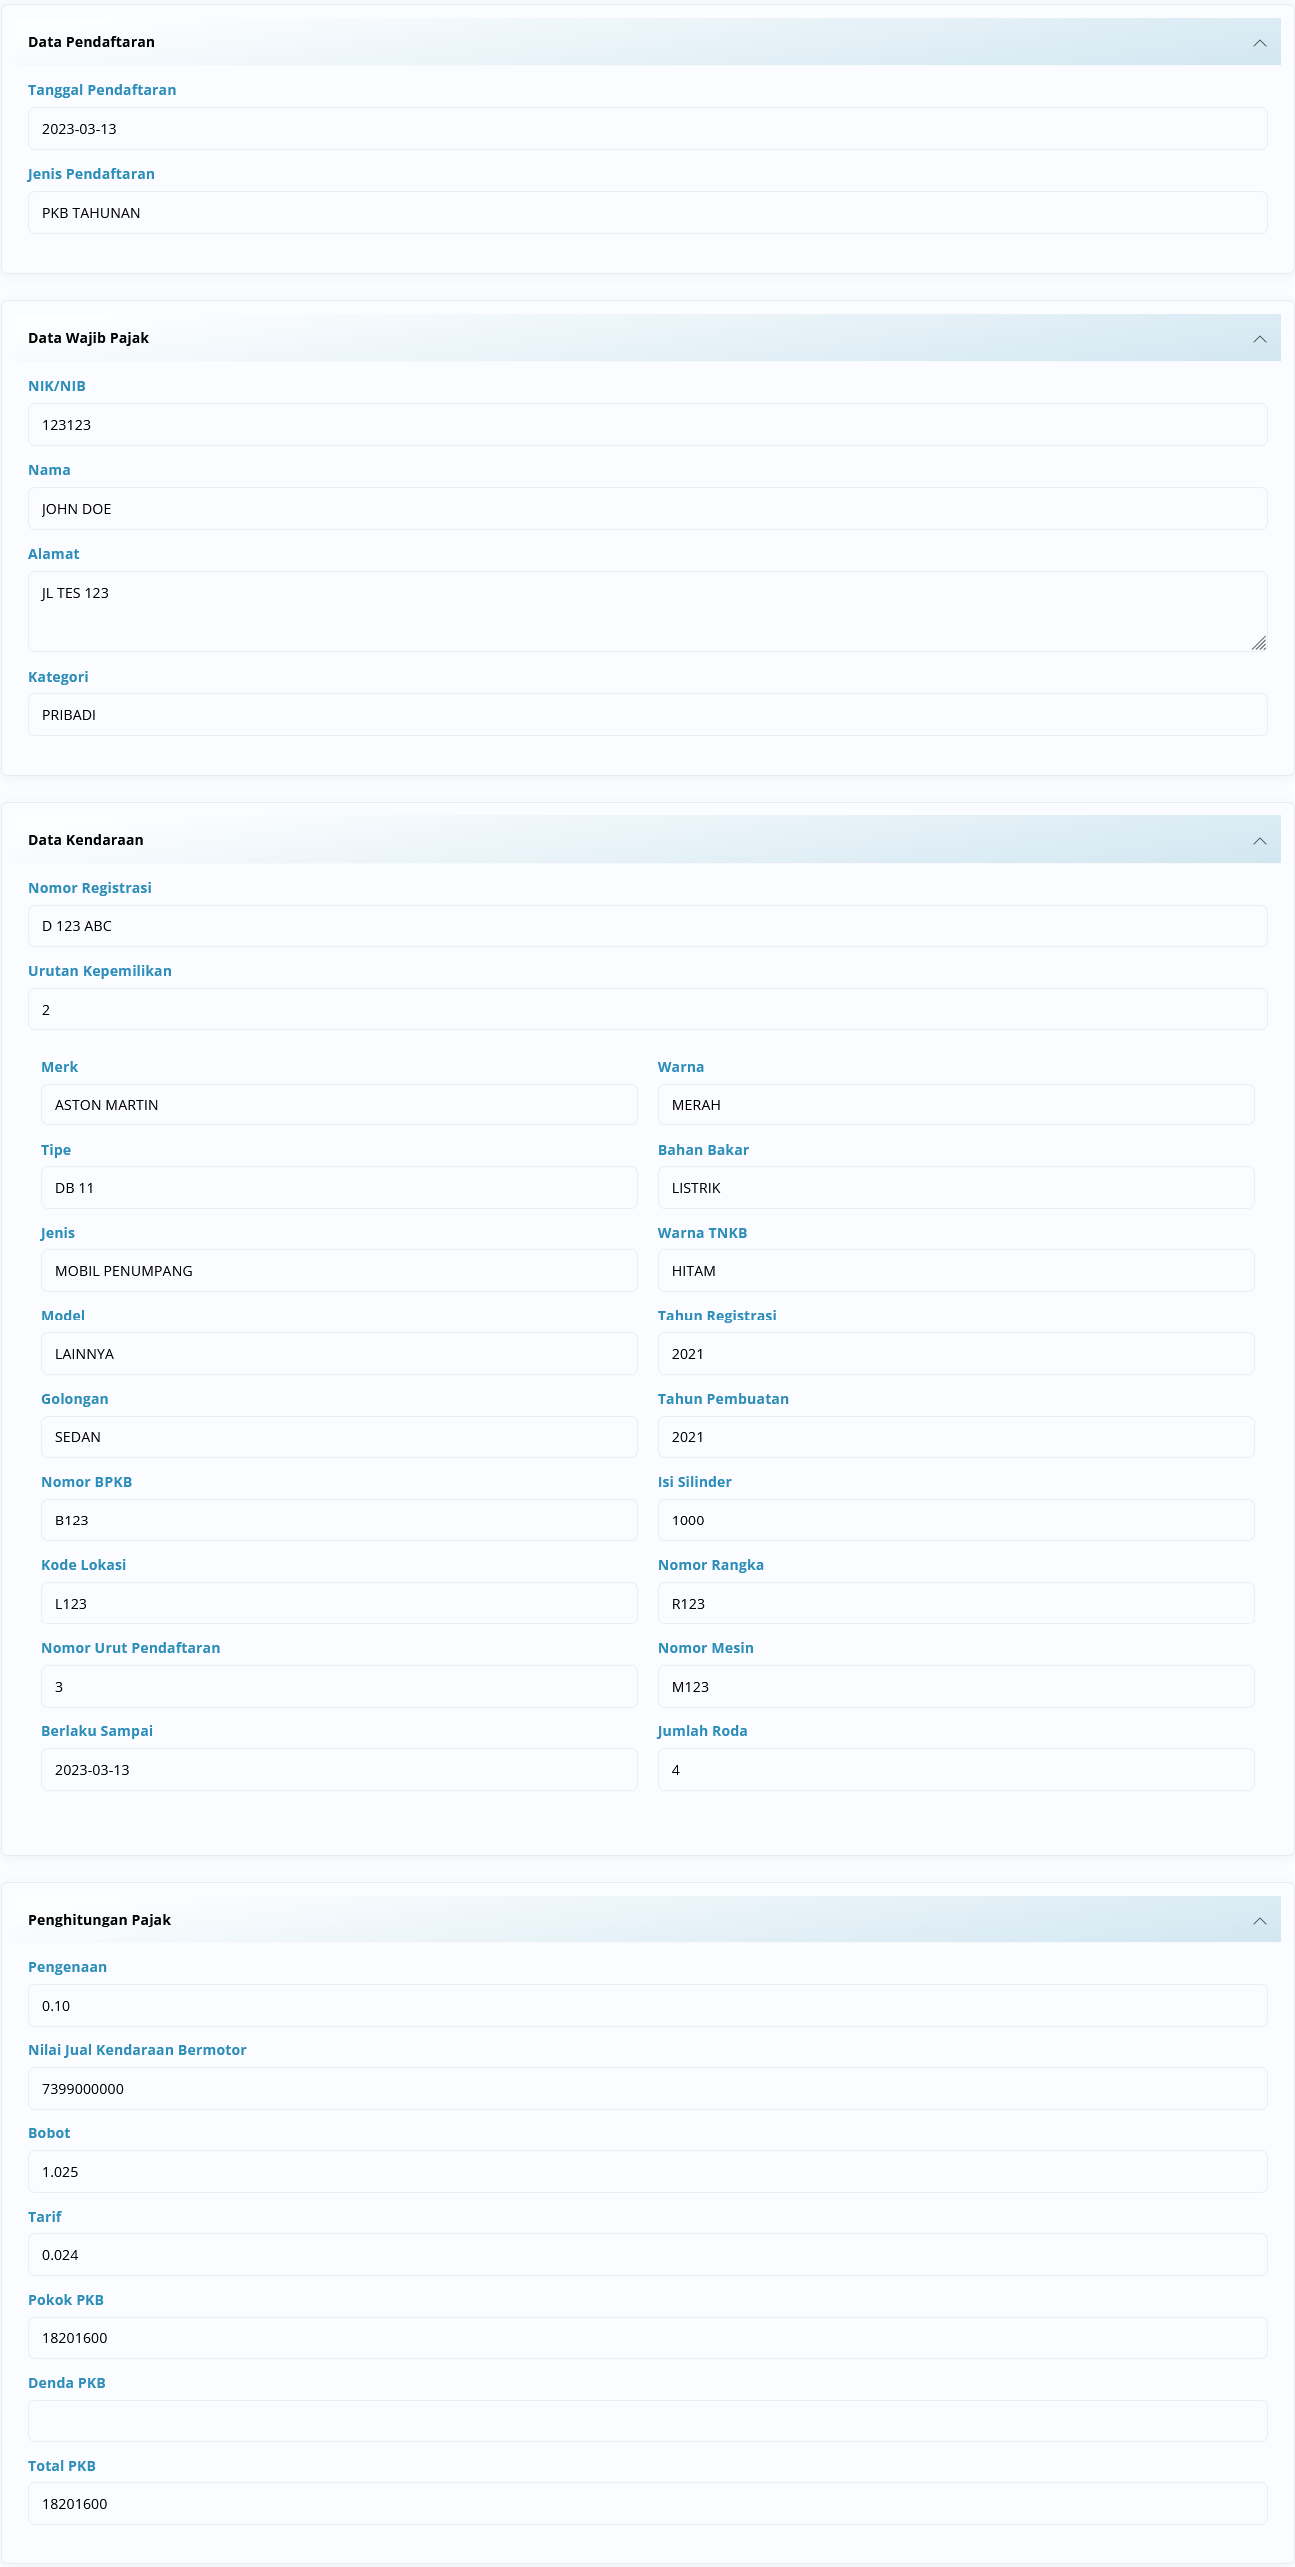 Data Pendaftaran
Tanggal Pendaftaran
2023-03-13
Jenis Pendaftaran
PKB TAHUNAN
Data Wajib Pajak
NIK/NIB
123123
Nama
JOHN DOE
Alamat
JL TES 123
Kategori
PRIBADI
Data Kendaraan
Nomor Registrasi
D 123 ABC
Urutan Kepemilikan
2
Merk
ASTON MARTIN
Warna
MERAH
Tipe
DB 11
Bahan Bakar
LISTRIK
Jenis
MOBIL PENUMPANG
Warna TNKB
HITAM
Model
LAINNYA
Tahun Registrasi
2021
Golongan
SEDAN
Tahun Pembuatan
2021
Nomor BPKB
B123
Isi Silinder
1000
Kode Lokasi
L123
Nomor Rangka
R123
Nomor Urut Pendaftaran
3
Nomor Mesin
M123
Berlaku Sampai
2023-03-13
Jumlah Roda
4
Penghitungan Pajak
Pengenaan
0.10
Nilai Jual Kendaraan Bermotor
7399000000
Bobot
1.025
Tarif
0.024
Pokok PKB
18201600
Denda PKB
Total PKB
18201600